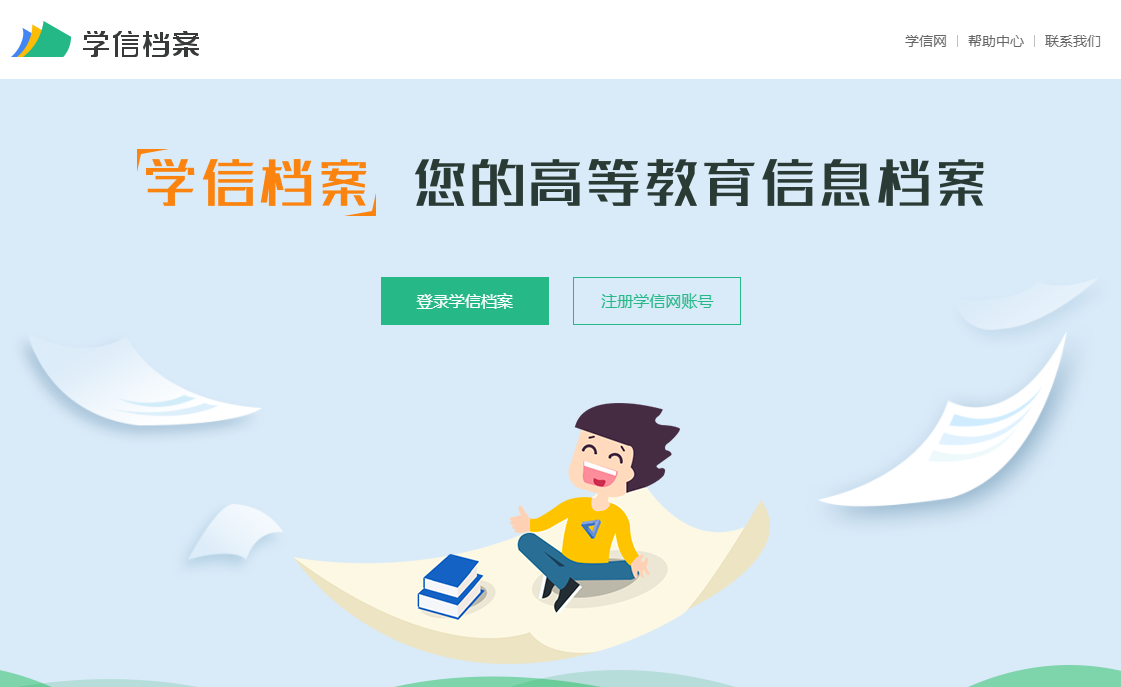 学信档案
学信网 | 帮助中心 | 联系我们
学信档案 您的高等教育信息档案
登录学信档案 注册学信网账号